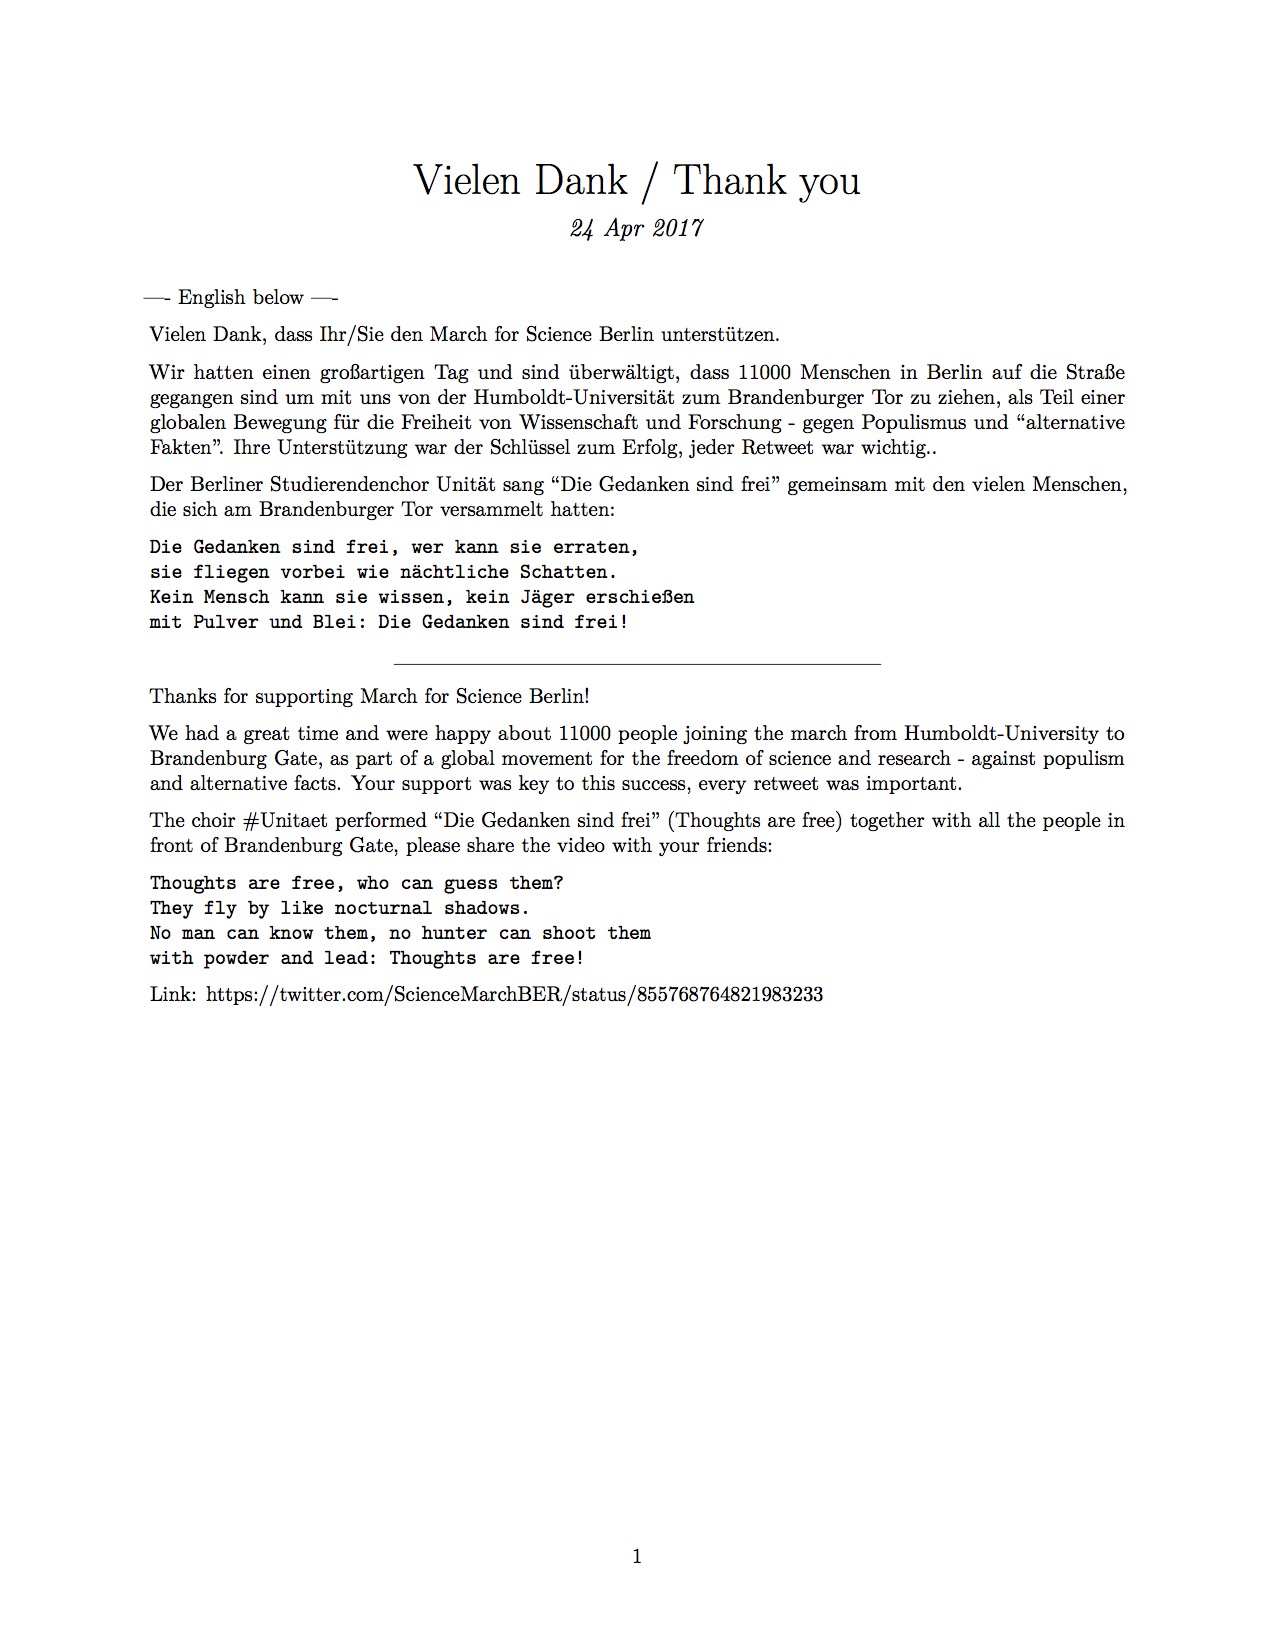 Vielen Dank / Thank you
24 Apr 2017
—- English below —-
Vielen Dank, dass Ihr/Sie den March for Science Berlin unterstützen.
Wir hatten einen großartigen Tag und sind überwältigt, dass 11000 Menschen in Berlin auf die Straße
gegangen sind um mit uns von der Humboldt-Universität zum Brandenburger Tor zu ziehen, als Teil einer
globalen Bewegung für die Freiheit von Wissenschaft und Forschung - gegen Populismus und “alternative
Fakten”. Ihre Unterstützung war der Schlüssel zum Erfolg, jeder Retweet war wichtig..
Der Berliner Studierendenchor Unität sang “Die Gedanken sind frei” gemeinsam mit den vielen Menschen,
die sich am Brandenburger Tor versammelt hatten:
Die Gedanken sind frei, wer kann sie erraten,
sie fliegen vorbei wie nächtliche Schatten.
Kein Mensch kann sie wissen, kein Jäger erschießen
mit Pulver und Blei: Die Gedanken sind frei!
Thanks for supporting March for Science Berlin!
We had a great time and were happy about 11000 people joining the march from Humboldt-University to
Brandenburg Gate, as part of a global movement for the freedom of science and research - against populism
and alternative facts. Your support was key to this success, every retweet was important.
The choir #Unitaet performed “Die Gedanken sind frei” (Thoughts are free) together with all the people in
front of Brandenburg Gate, please share the video with your friends:
Thoughts are free, who can guess them?
They fly by like nocturnal shadows.
No man can know them, no hunter can shoot them
with powder and lead: Thoughts are free!
Link: https://twitter.com/ScienceMarchBER/status/855768764821983233
1